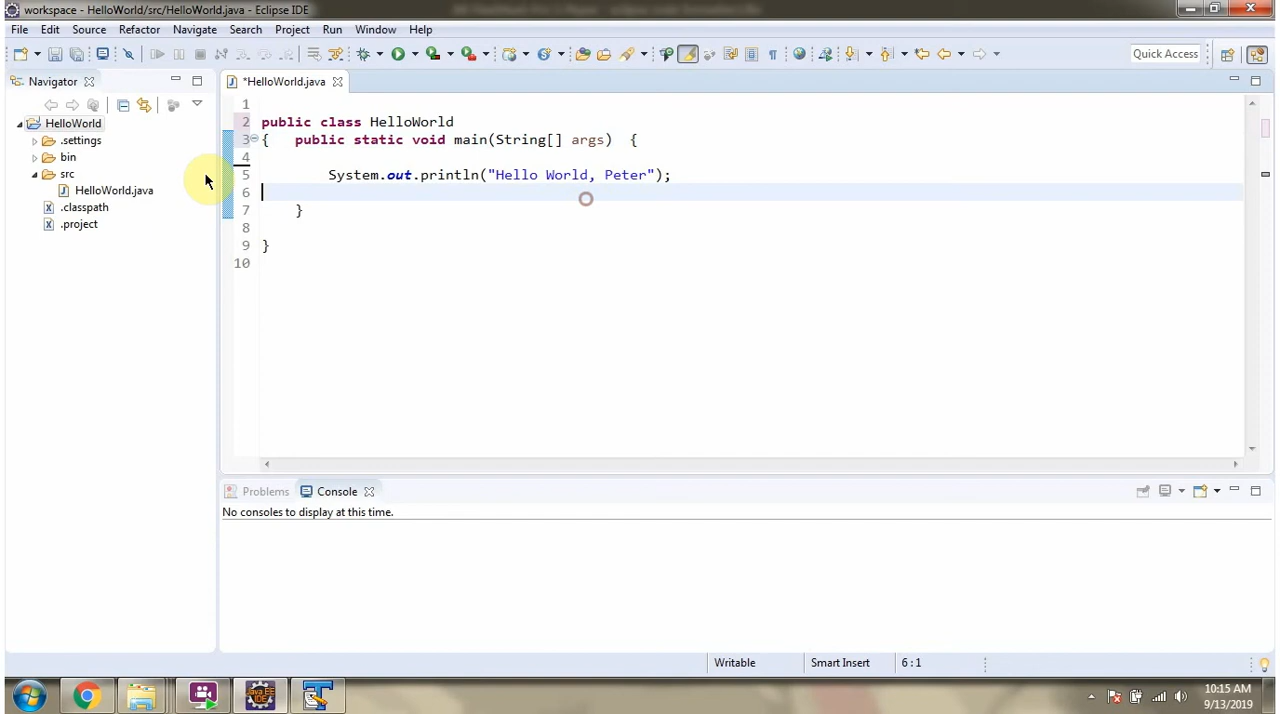 workspace - HelloWorld/src/HelloWorld.java - Eclipse IDE
File Edit Source Refactor Navigate Search Project Run Window Help
Quick Access
Navigator
*HelloWorld.java
HelloWorld
.settings
bin
src
HelloWorld.java
.classpath
.project
1
2 public class HelloWorld
3 { public static void main(String[] args) {
4
5 System.out.println("Hello World, Peter");
6
7 }
8
9 }
10
Problems Console
No consoles to display at this time.
Writable Smart Insert 6 : 1
Java EE
IDE
10:15 AM
9/13/2019